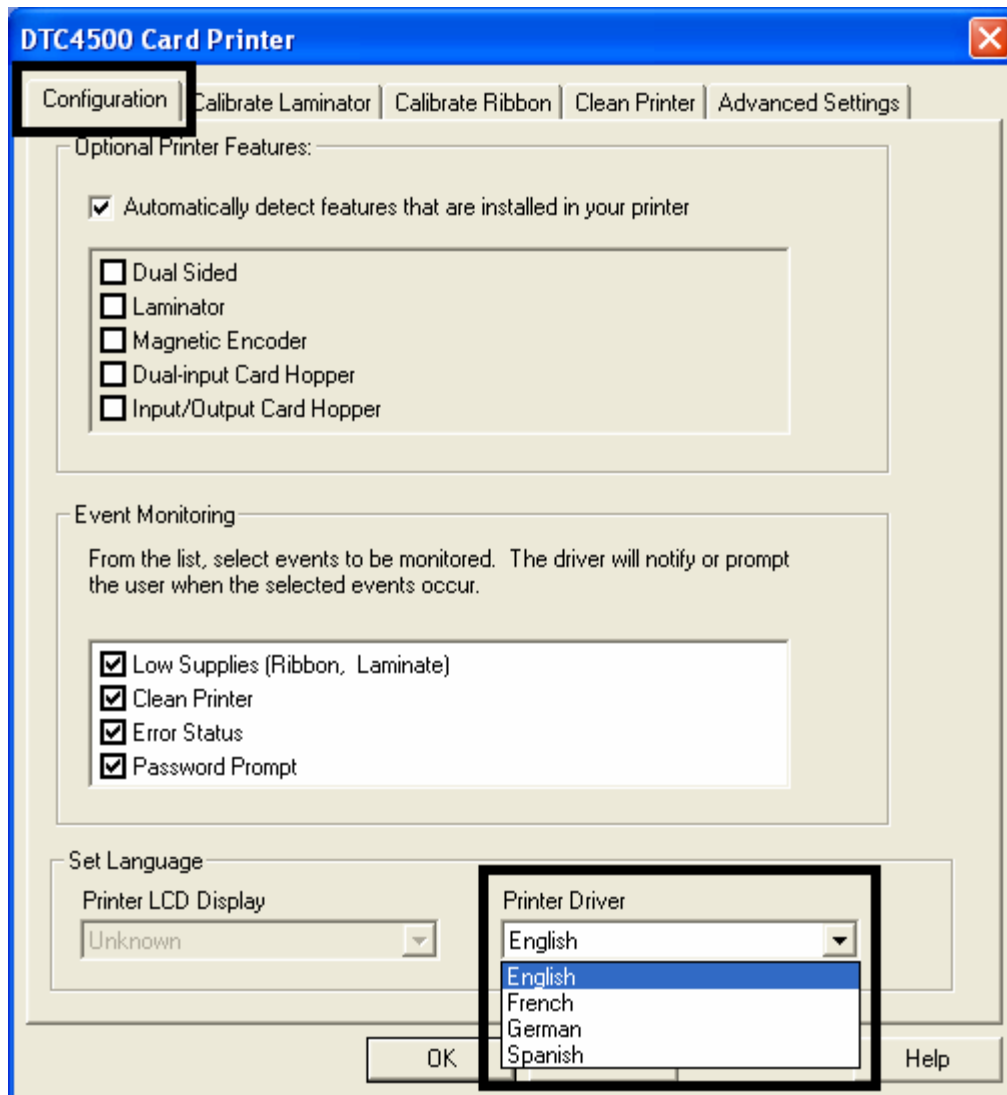 DTC4500 Card Printer
Configuration
Calibrate Laminator
Calibrate Ribbon
Clean Printer
Advanced Settings
Optional Printer Features:
Automatically detect features that are installed in your printer
Dual Sided
Laminator
Magnetic Encoder
Dual-input Card Hopper
Input/Output Card Hopper
Event Monitoring
From the list, select events to be monitored.  The driver will notify or prompt
the user when the selected events occur.
Low Supplies (Ribbon,  Laminate)
Clean Printer
Error Status
Password Prompt
Set Language
Printer LCD Display
Unknown
Printer Driver
English
English
French
German
Spanish
OK
Help